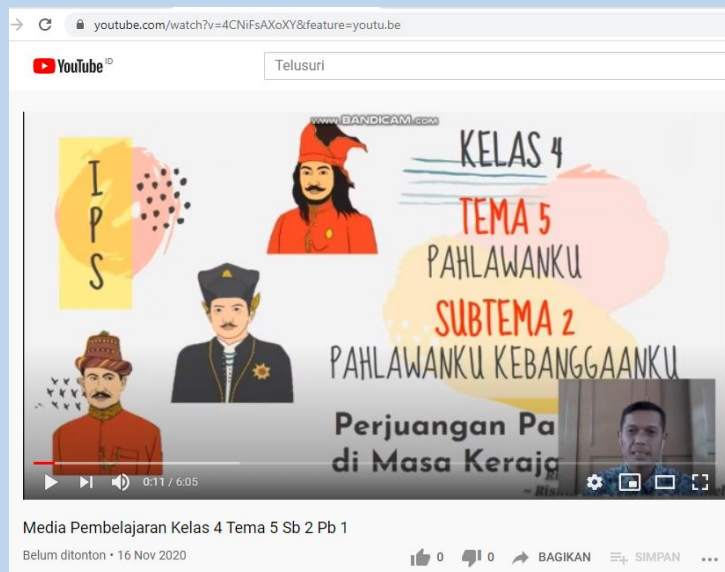 youtube.com/watch?v=4CNiFsAXoXY&feature=youtu.be
YouTube ID
Telusuri
www.BANDICAM.com
IPS
KELAS 4
TEMA 5
PAHLAWANKU
SUBTEMA 2
PAHLAWANKU KEBANGGAANKU
Perjuangan Pa
di Masa Keraja
0:11 / 6:05
Media Pembelajaran Kelas 4 Tema 5 Sb 2 Pb 1
Belum ditonton • 16 Nov 2020
0
0
BAGIKAN
SIMPAN